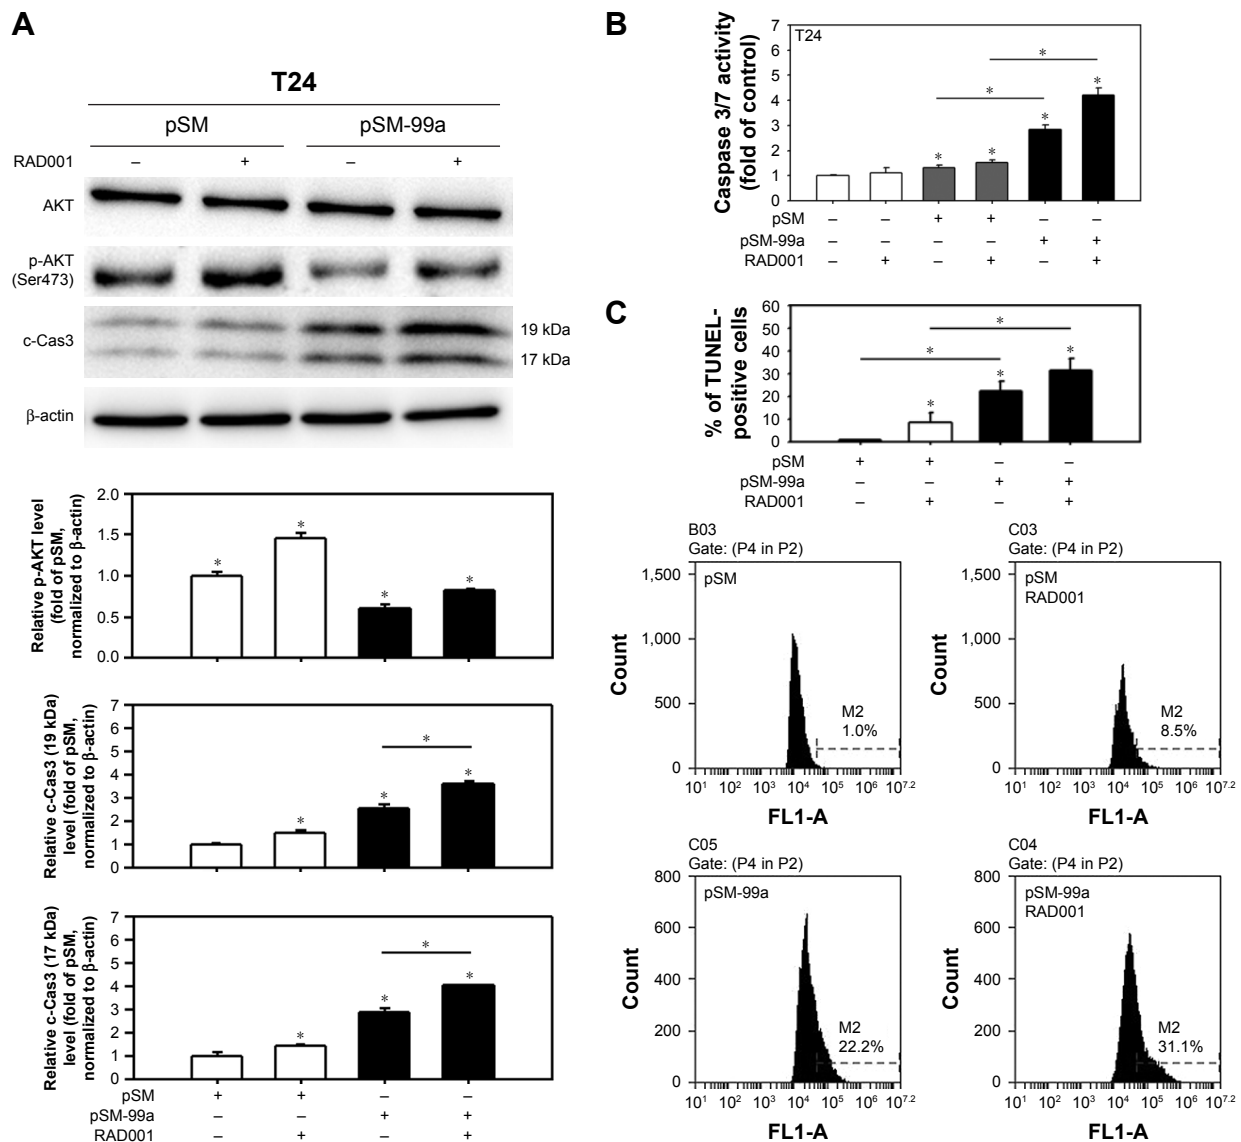 A
T24
pSM pSM-99a
RAD001 – + – +
AKT
p-AKT
(Ser473)
c-Cas3
19 kDa
17 kDa
β-actin
Relative p-AKT level
(fold of pSM,
normalized to β-actin)
2.0
1.5
1.0
0.5
0.0
* * * *
Relative c-Cas3 (19 kDa)
level (fold of pSM,
normalized to β-actin)
7
6
5
4
3
2
1
0
* * * *
Relative c-Cas3 (17 kDa)
level (fold of pSM,
normalized to β-actin)
7
6
5
4
3
2
1
0
* * * *
pSM + + – –
pSM-99a – – + +
RAD001 – + – +
B
T24
Caspase 3/7 activity
(fold of control)
7
6
5
4
3
2
1
0
* * * * * *
pSM – – + + – –
pSM-99a – – – – + +
RAD001 – + – + – +
C
% of TUNEL-
positive cells
60
50
40
30
20
10
0
* * * * *
pSM + + – –
pSM-99a – – + +
RAD001 – + – +
B03
Gate: (P4 in P2)
pSM
Count
1,500
1,000
500
0
M2
1.0%
10¹ 10² 10³ 10⁴ 10⁵ 10⁶ 10⁷·²
FL1-A
C03
Gate: (P4 in P2)
pSM
RAD001
Count
1,500
1,000
500
0
M2
8.5%
10¹ 10² 10³ 10⁴ 10⁵ 10⁶ 10⁷·²
FL1-A
C05
Gate: (P4 in P2)
pSM-99a
Count
800
600
400
200
0
M2
22.2%
10¹ 10² 10³ 10⁴ 10⁵ 10⁶ 10⁷·²
FL1-A
C04
Gate: (P4 in P2)
pSM-99a
RAD001
Count
800
600
400
200
0
M2
31.1%
10¹ 10² 10³ 10⁴ 10⁵ 10⁶ 10⁷·²
FL1-A